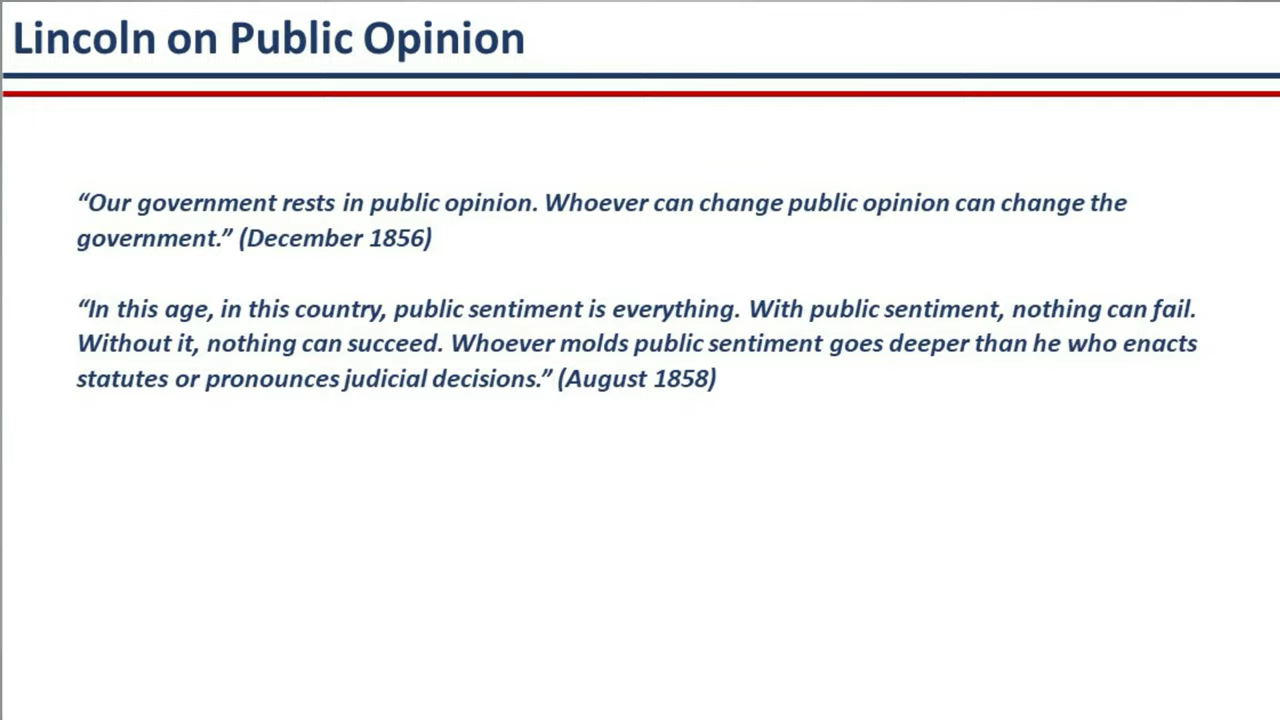 Lincoln on Public Opinion
“Our government rests in public opinion. Whoever can change public opinion can change the
government.” (December 1856)
“In this age, in this country, public sentiment is everything. With public sentiment, nothing can fail.
Without it, nothing can succeed. Whoever molds public sentiment goes deeper than he who enacts
statutes or pronounces judicial decisions.” (August 1858)